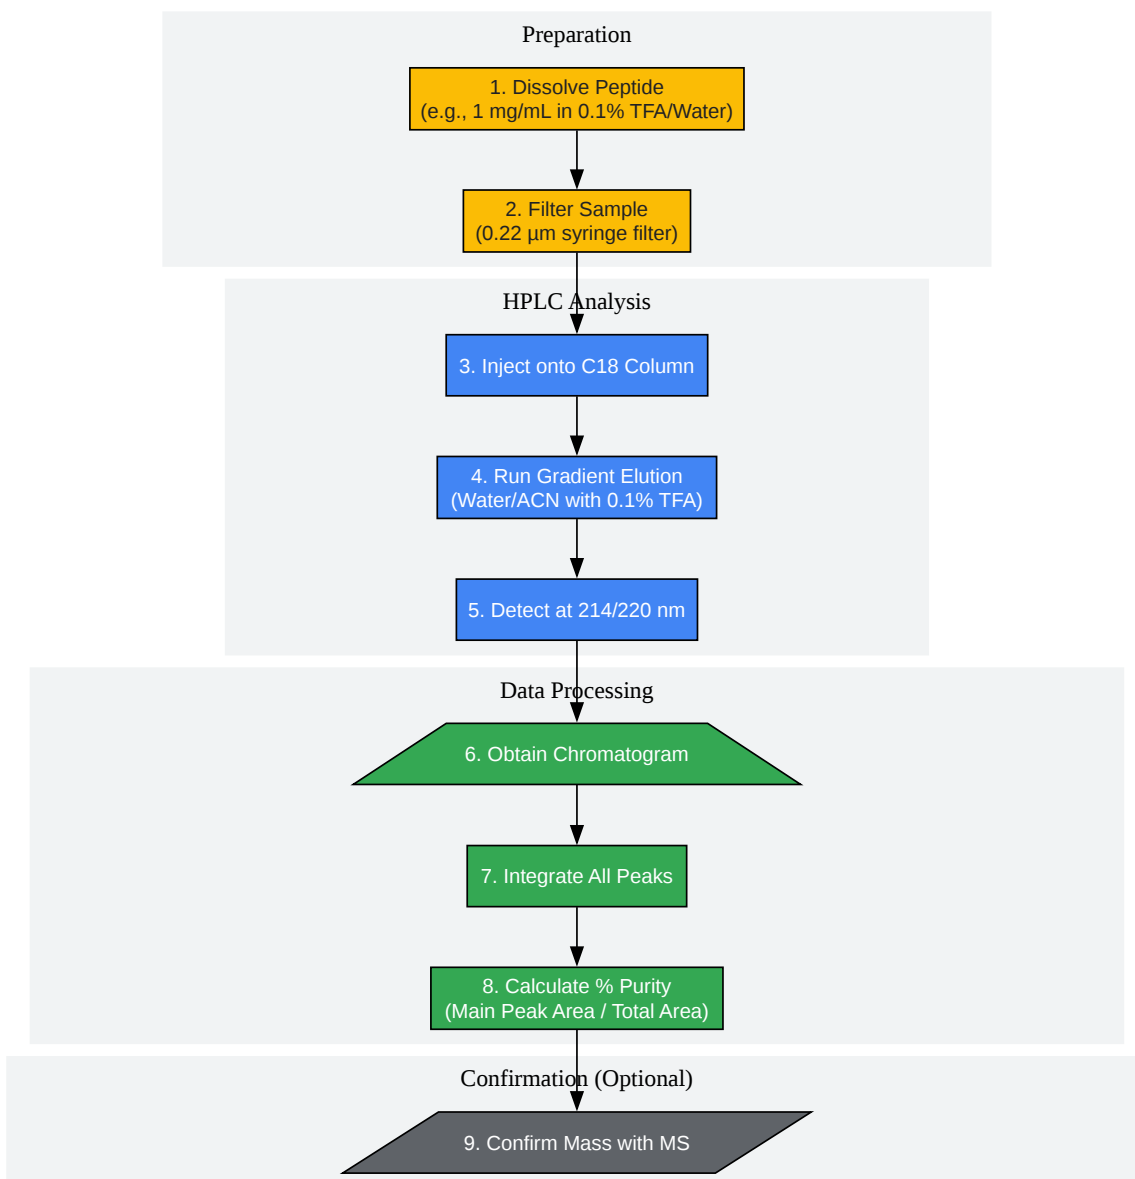 Preparation
1. Dissolve Peptide
(e.g., 1 mg/mL in 0.1% TFA/Water)
2. Filter Sample
(0.22 µm syringe filter)
HPLC Analysis
3. Inject onto C18 Column
4. Run Gradient Elution
(Water/ACN with 0.1% TFA)
5. Detect at 214/220 nm
Data Processing
6. Obtain Chromatogram
7. Integrate All Peaks
8. Calculate % Purity
(Main Peak Area / Total Area)
Confirmation (Optional)
9. Confirm Mass with MS